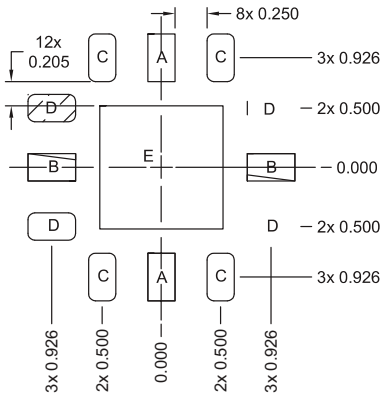 8x 0.250
12x
0.205
C A C 3x 0.926
D D 2x 0.500
E
B B 0.000
D D 2x 0.500
C A C 3x 0.926
3x 0.926
2x 0.500
0.000
2x 0.500
3x 0.926